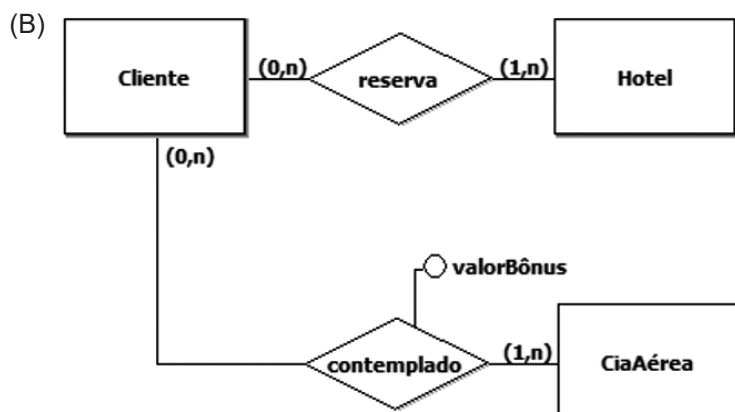 (B)
Cliente (0,n) reserva (1,n) Hotel
(0,n)
valorBônus
contemplado (1,n) CiaAérea